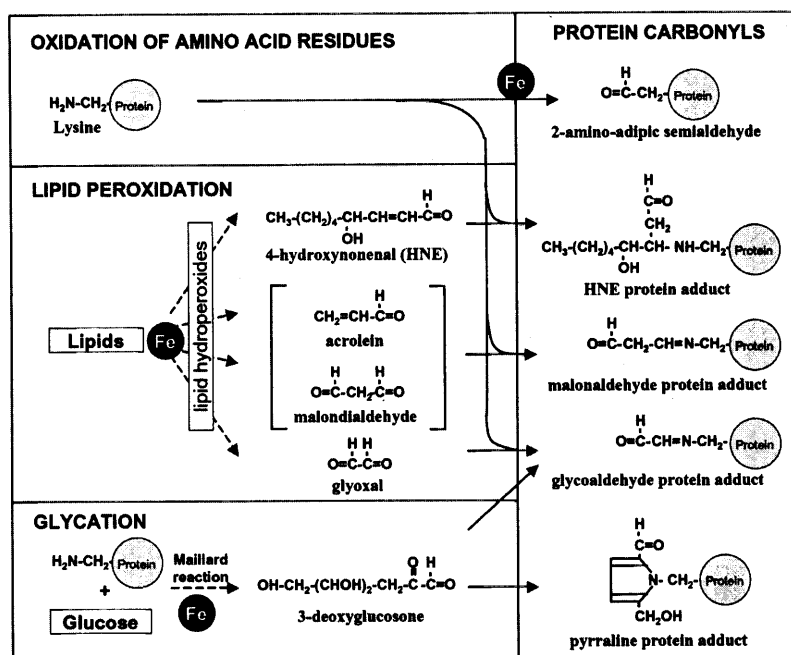 OXIDATION OF AMINO ACID RESIDUES
H₂N-CH₂- Protein
Lysine
Fe
PROTEIN CARBONYLS
H
O=C-CH₂- Protein
2-amino-adipic semialdehyde
LIPID PEROXIDATION
Lipids
Fe
lipid hydroperoxides
H
CH₃-(CH₂)₄-CH-CH=CH-C=O
OH
4-hydroxynonenal (HNE)
H
CH₂=CH-C=O
acrolein
H H
O=C-CH₂-C=O
malondialdehyde
H H
O=C-C=O
glyoxal
H
C=O
CH₂
CH₃-(CH₂)₄-CH-CH- NH-CH₂- Protein
OH
HNE protein adduct
H
O=C-CH₂-CH=N-CH₂- Protein
malonaldehyde protein adduct
H
O=C-CH=N-CH₂- Protein
glycoaldehyde protein adduct
GLYCATION
H₂N-CH₂- Protein
+
Glucose
Maillard
reaction
Fe
O H
OH-CH₂-(CHOH)₂-CH₂-C-C=O
3-deoxyglucosone
H
C=O
N- CH₂- Protein
CH₂OH
pyrraline protein adduct